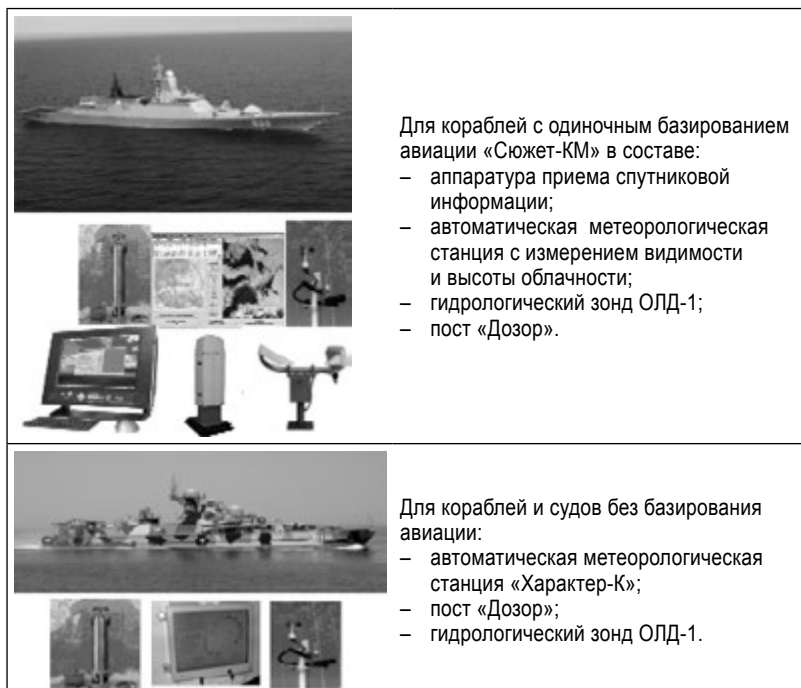 Для кораблей с одиночным базированием
авиации «Сюжет-КМ» в составе:
– аппаратура приема спутниковой
информации;
– автоматическая метеорологическая
станция с измерением видимости
и высоты облачности;
– гидрологический зонд ОЛД-1;
– пост «Дозор».
Для кораблей и судов без базирования
авиации:
– автоматическая метеорологическая
станция «Характер-К»;
– пост «Дозор»;
– гидрологический зонд ОЛД-1.